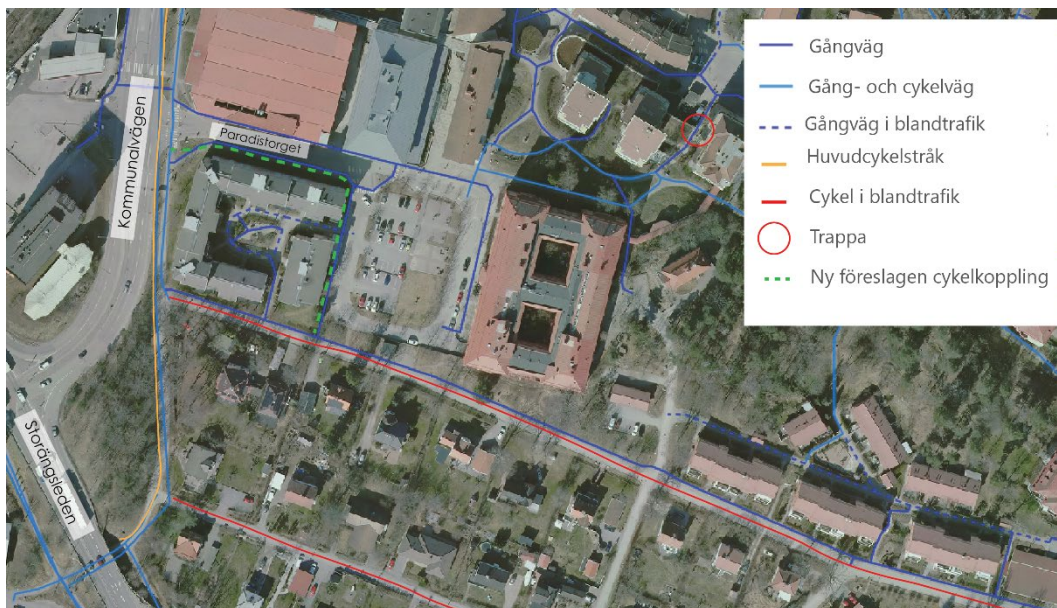 Gångväg
Gång- och cykelväg
Gångväg i blandtrafik
Huvudcykelstråk
Cykel i blandtrafik
Trappa
Ny föreslagen cykelkoppling
Paradistorget
Kommunalvägen
Storängsleden